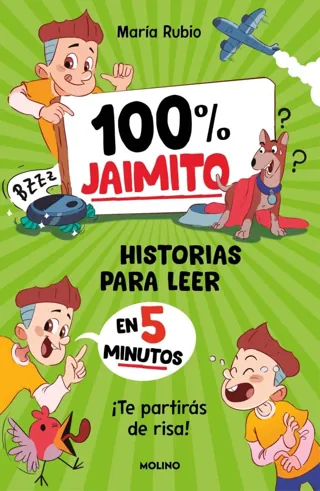 María Rubio
100%
JAIMITO
BZZZ
?
?
HISTORIAS
PARA LEER
EN 5
MINUTOS
¡Te partirás
de risa!
MOLINO